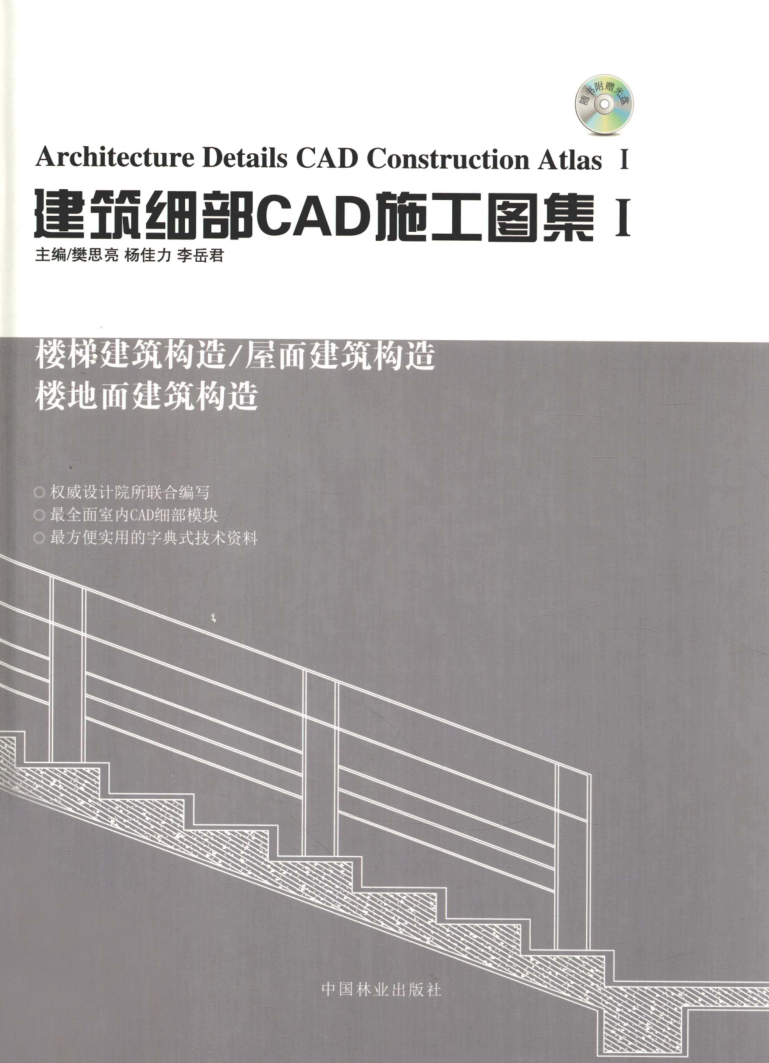 随书附赠光盘
Architecture Details CAD Construction Atlas I
建筑细部CAD施工图集 I
主编/樊思亮 杨佳力 李岳君
楼梯建筑构造/屋面建筑构造
楼地面建筑构造
○ 权威设计院所联合编写
○ 最全面室内CAD细部模块
○ 最方便实用的字典式技术资料
中国林业出版社